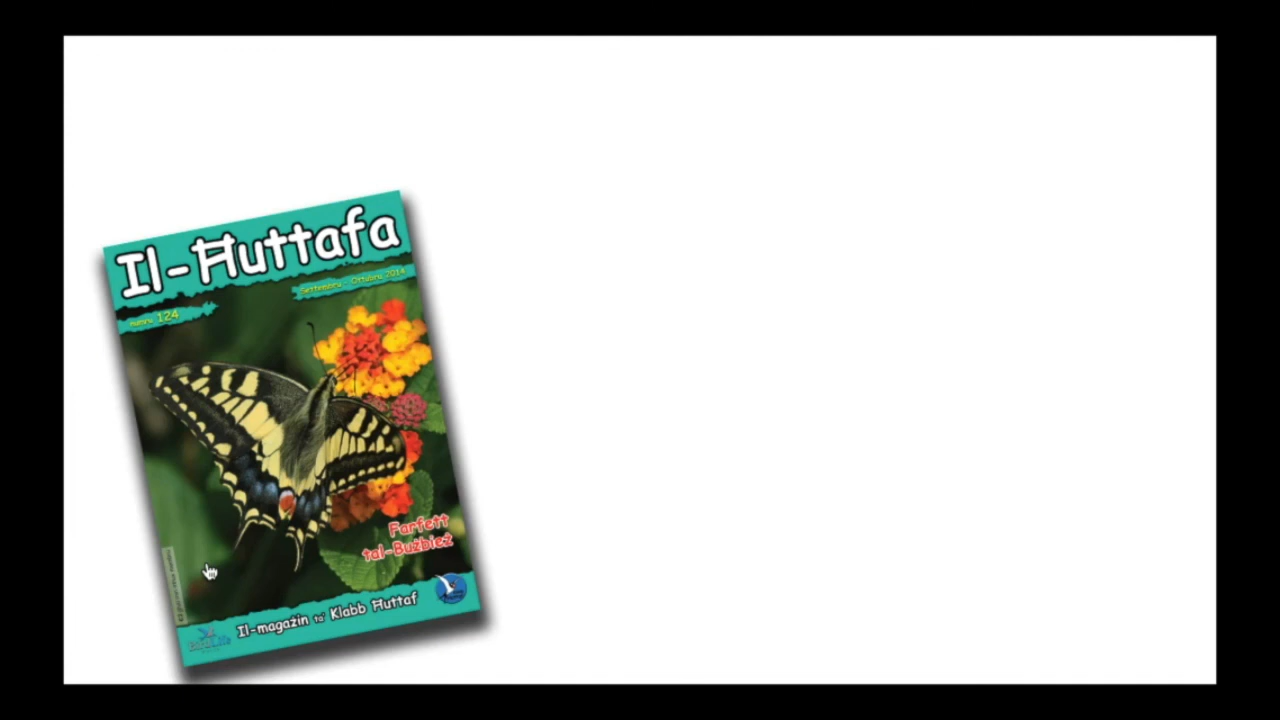 Il-Ħuttafa
Settembru - Ottubru 2014
numru 124
Farfett
tal-Bużbież
Il-magażin ta' Klabb Ħuttaf